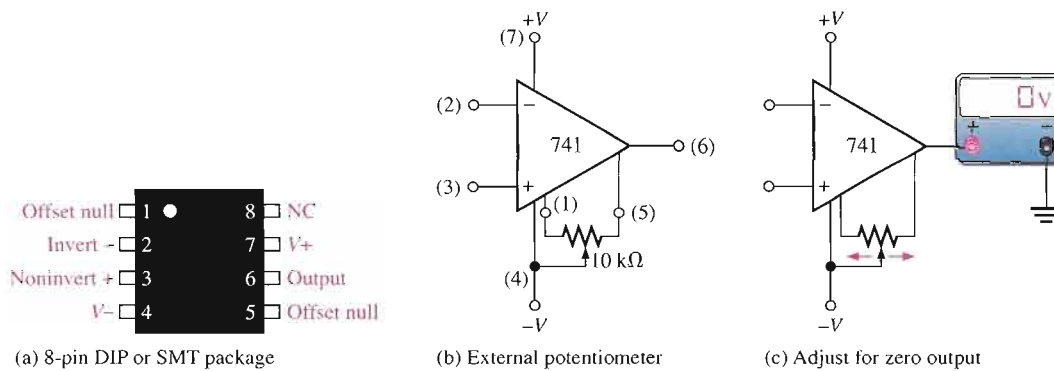 Offset null 1 8 NC
Invert – 2 7 V+
Noninvert + 3 6 Output
V– 4 5 Offset null
(a) 8-pin DIP or SMT package
+V
(7)
(2)
–
741
(6)
(3)
+
(1)
(5)
10 kΩ
(4)
–V
(b) External potentiometer
+V
–
741
+
–V
0 V
+ –
(c) Adjust for zero output